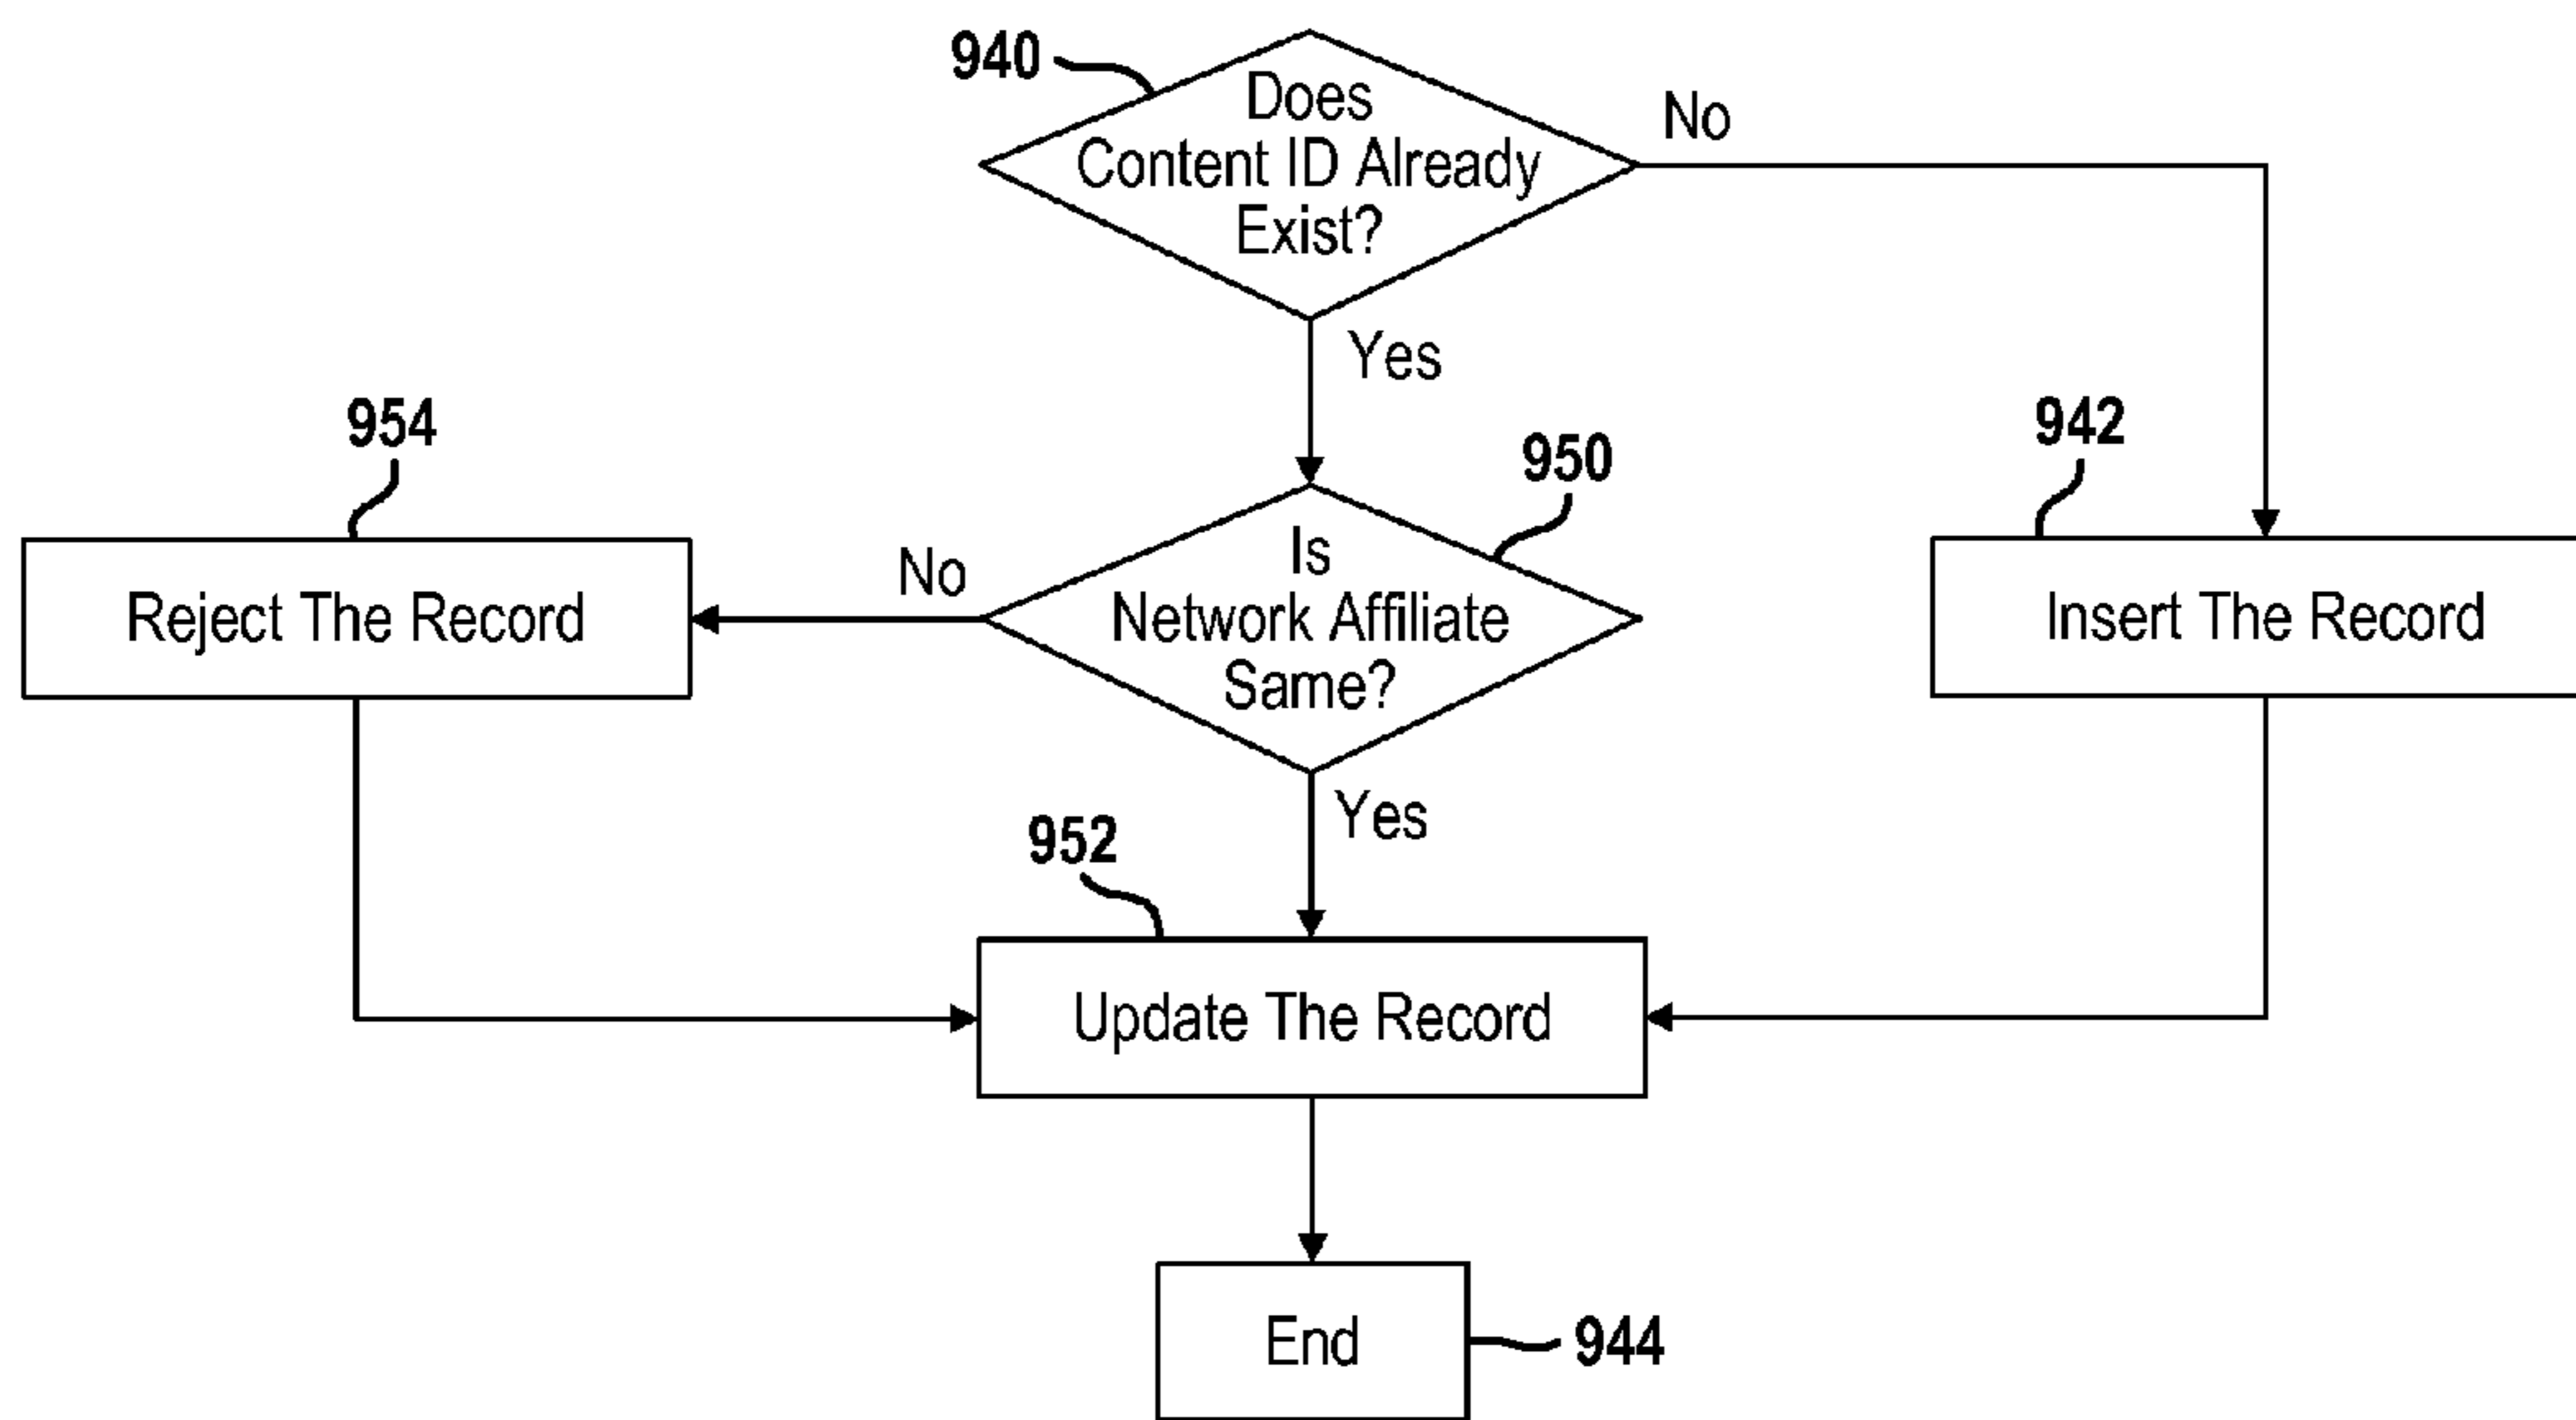 940
Does
Content ID Already
Exist?
No
Yes
954
950
942
Is
Network Affiliate
Same?
No
Reject The Record
Insert The Record
Yes
952
Update The Record
End
944